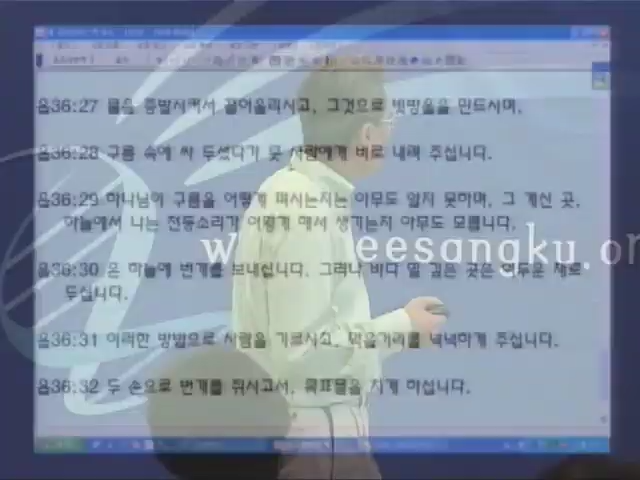 욥36:27 물을 증발시켜서 끌어올리시고, 그것으로 빗방울을 만드시며,
욥36:28 구름 속에 싸 두셨다가 뭇 사람에게 비로 내려 주십니다.
욥36:29 하나님이 구름을 어떻게 펴시는지는 아무도 알지 못하며, 그 계신 곳,
하늘에서 나는 천둥소리가 어떻게 해서 생기는지 아무도 모릅니다.
eesangku.or
욥36:30 온 하늘에 번개를 보내십니다. 그러나 바다 밑 깊은 곳은 어두운 채로
두십니다.
욥36:31 이러한 방법으로 사람을 기르시고, 먹을거리를 넉넉하게 주십니다.
욥36:32 두 손으로 번개를 쥐시고서, 목표물을 치게 하십니다.